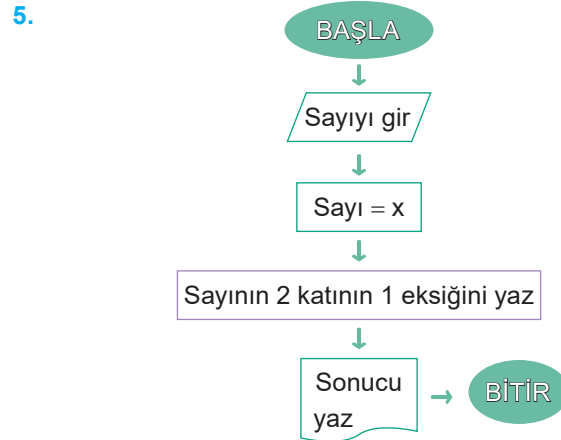 5.
BAŞLA
Sayıyı gir
Sayı = x
Sayının 2 katının 1 eksiğini yaz
Sonucu
yaz
BİTİR